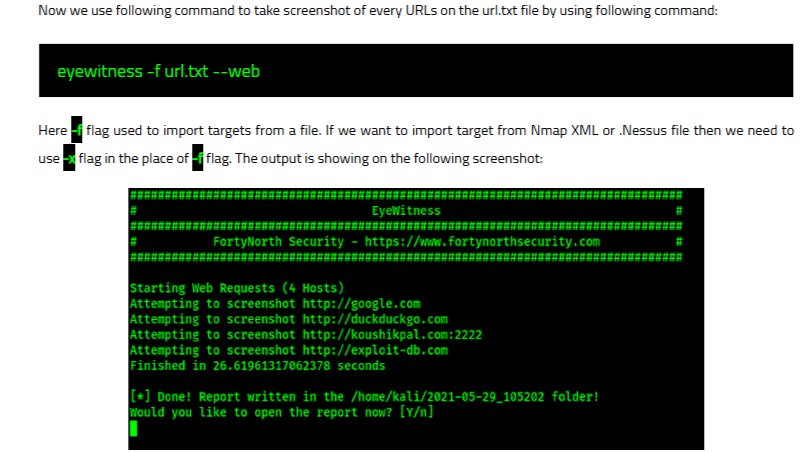 Now we use following command to take screenshot of every URLs on the url.txt file by using following command:
eyewitness -f url.txt --web
Here -f flag used to import targets from a file. If we want to import target from Nmap XML or .Nessus file then we need to
use -x flag in the place of -f flag. The output is showing on the following screenshot:
################################################################################
#                                  EyeWitness                                  #
################################################################################
#           FortyNorth Security - https://www.fortynorthsecurity.com           #
################################################################################
Starting Web Requests (4 Hosts)
Attempting to screenshot http://google.com
Attempting to screenshot http://duckduckgo.com
Attempting to screenshot http://koushikpal.com:2222
Attempting to screenshot http://exploit-db.com
Finished in 26.61961317062378 seconds
[*] Done! Report written in the /home/kali/2021-05-29_105202 folder!
Would you like to open the report now? [Y/n]